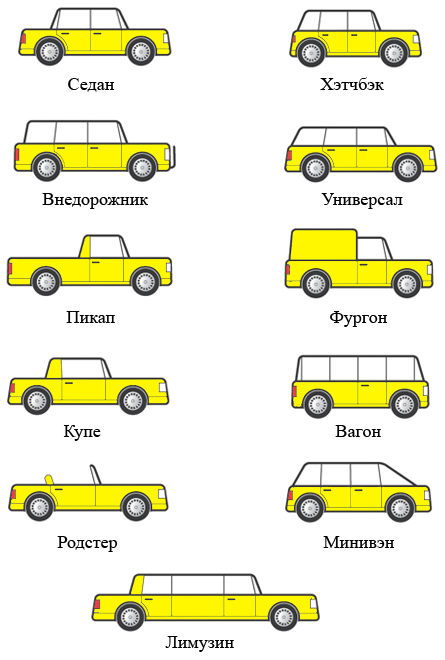 Седан
Хэтчбэк
Внедорожник
Универсал
Пикап
Фургон
Купе
Вагон
Родстер
Минивэн
Лимузин